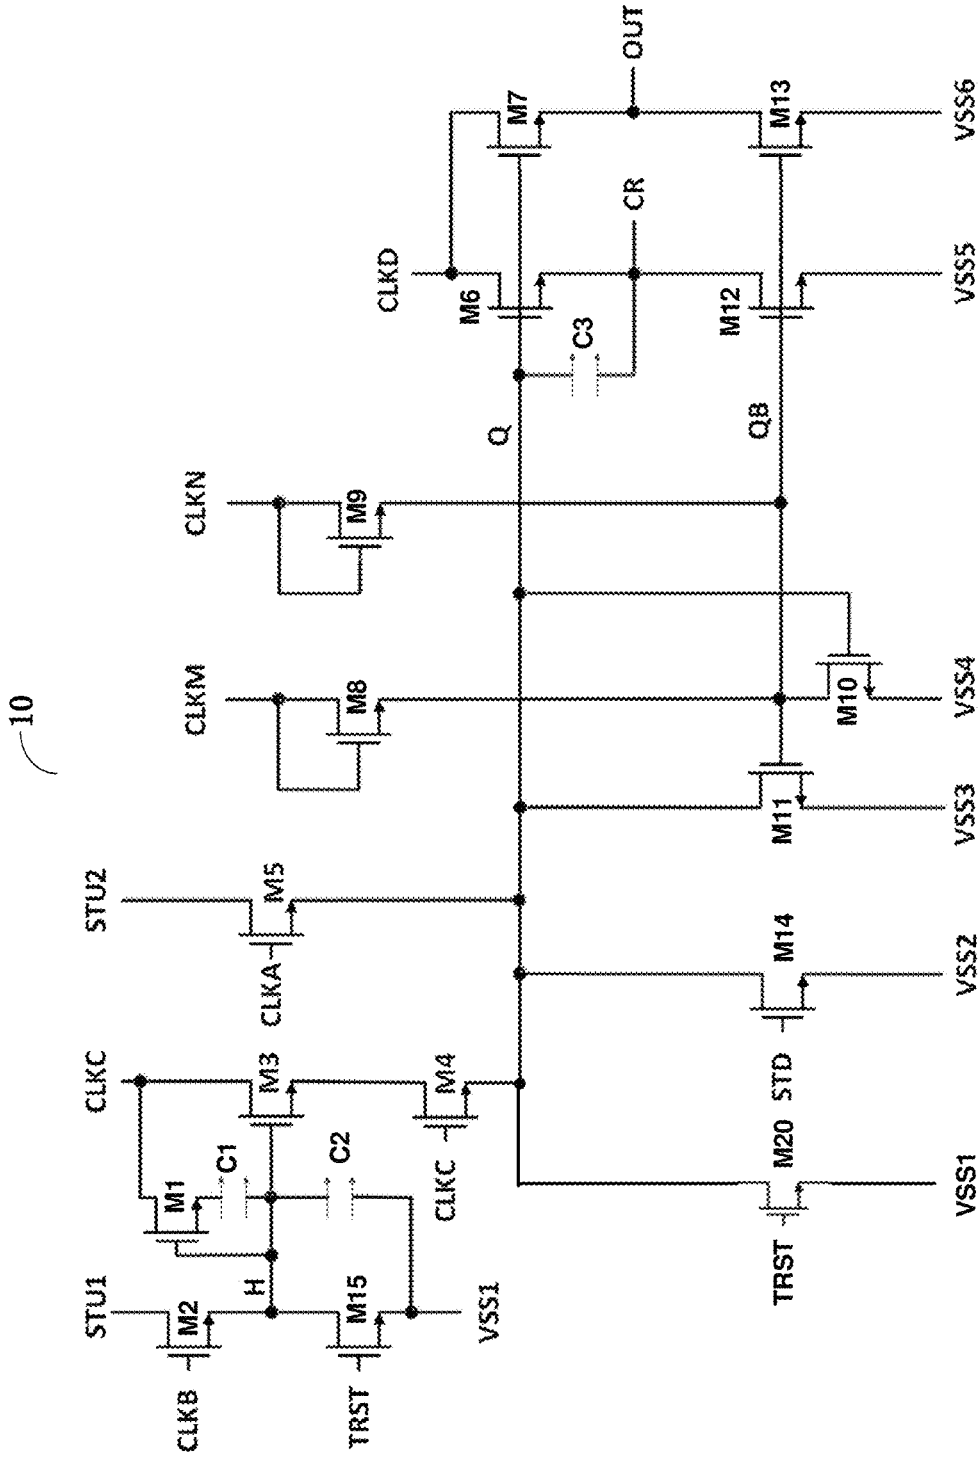 10
STU1
CLKC
STU2
CLKM
CLKN
CLKD
CLKB
M2
M1
C1
H
M3
CLKA
M5
M8
M9
TRST
M15
C2
VSS1
CLKC
M4
Q
M6
M7
C3
CR
OUT
QB
M12
M13
TRST
M20
STD
M14
M11
M10
VSS1
VSS2
VSS3
VSS4
VSS5
VSS6